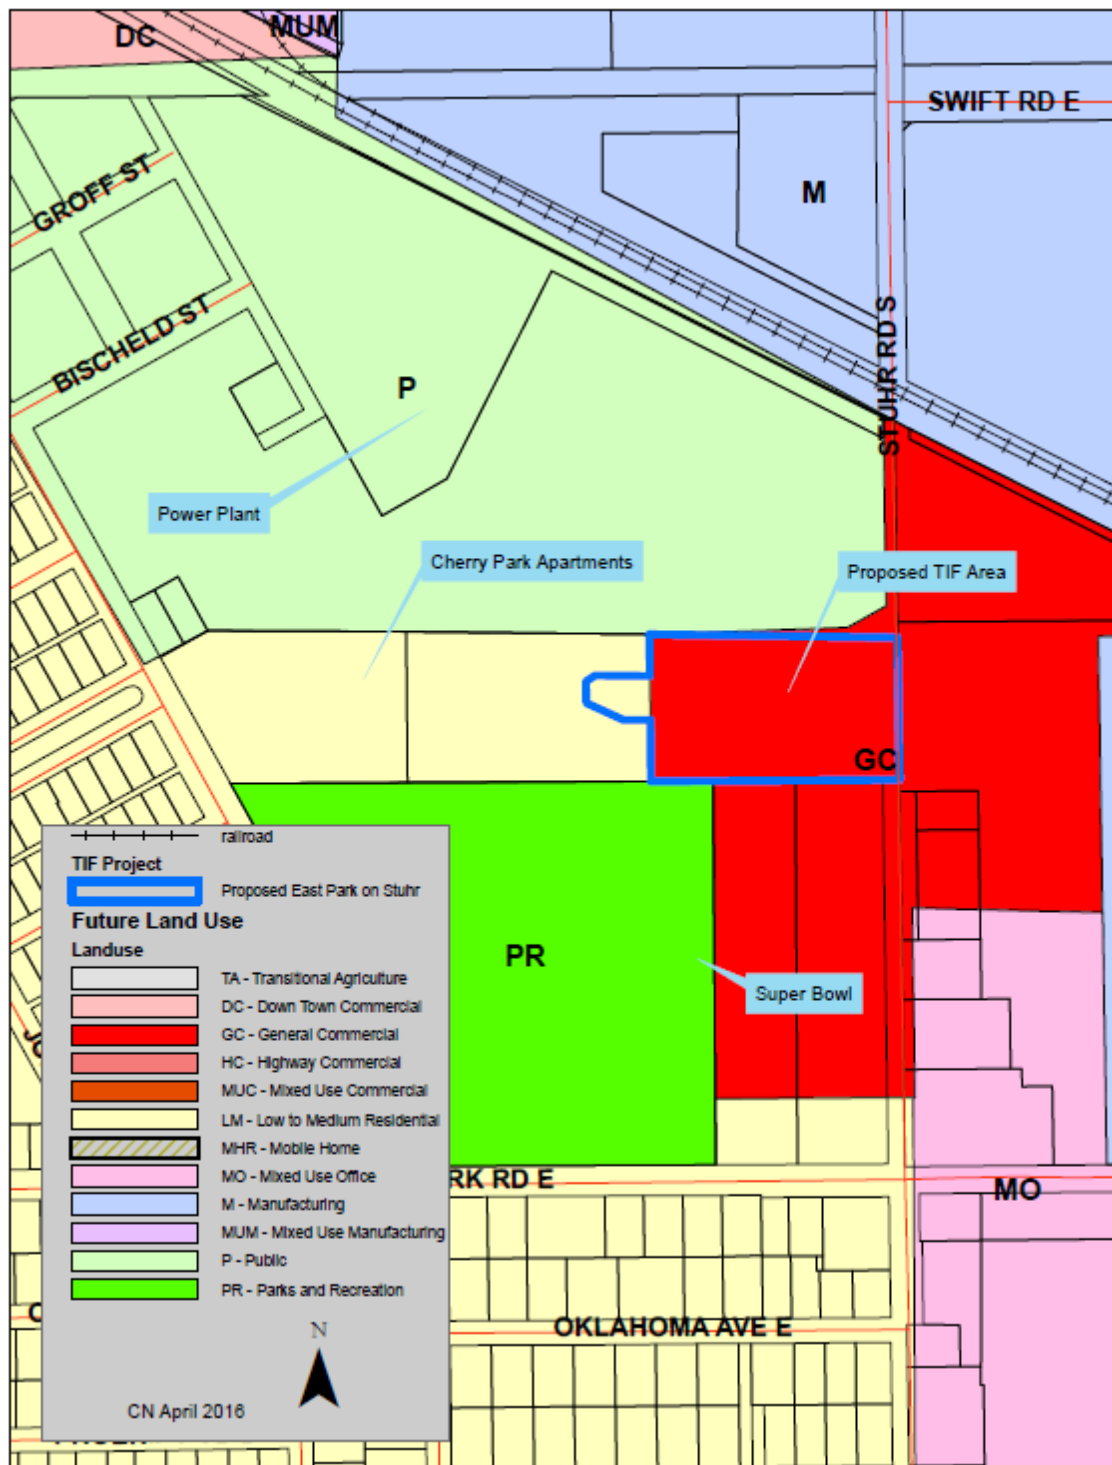 DC
MUM
SWIFT RD E
GROFF ST
M
BISCHELD ST
STUHR RD S
P
Power Plant
Cherry Park Apartments
Proposed TIF Area
GC
railroad
TIF Project
Proposed East Park on Stuhr
Future Land Use
Landuse
PR
Super Bowl
TA - Transitional Agriculture
DC - Down Town Commercial
GC - General Commercial
HC - Highway Commercial
MUC - Mixed Use Commercial
LM - Low to Medium Residential
MHR - Mobile Home
MO - Mixed Use Office
M - Manufacturing
MUM - Mixed Use Manufacturing
P - Public
PR - Parks and Recreation
RK RD E
MO
OKLAHOMA AVE E
N
CN April 2016